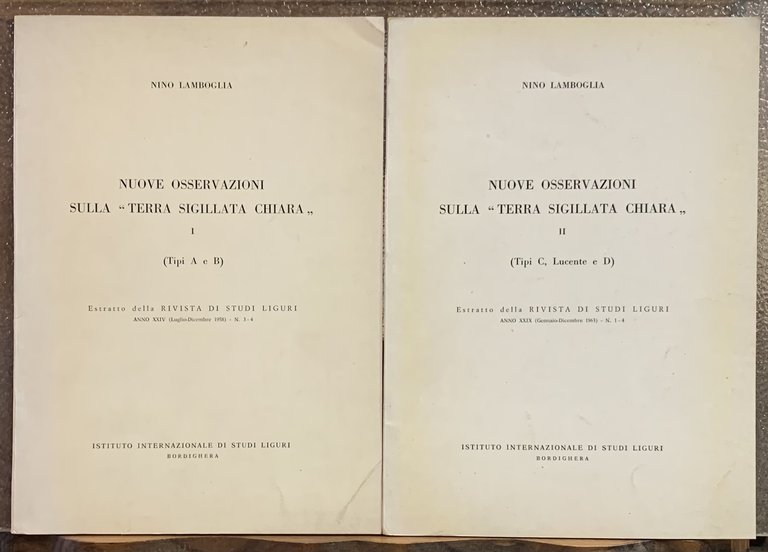 NINO LAMBOGLIA
NUOVE OSSERVAZIONI
SULLA “ TERRA SIGILLATA CHIARA „
I
(Tipi A e B)
Estratto della RIVISTA DI STUDI LIGURI
ANNO XXIV (Luglio-Dicembre 1958) - N. 3-4
ISTITUTO INTERNAZIONALE DI STUDI LIGURI
BORDIGHERA
NINO LAMBOGLIA
NUOVE OSSERVAZIONI
SULLA “ TERRA SIGILLATA CHIARA „
II
(Tipi C, Lucente e D)
Estratto della RIVISTA DI STUDI LIGURI
ANNO XXIX (Gennaio-Dicembre 1963) - N. 1-4
ISTITUTO INTERNAZIONALE DI STUDI LIGURI
BORDIGHERA